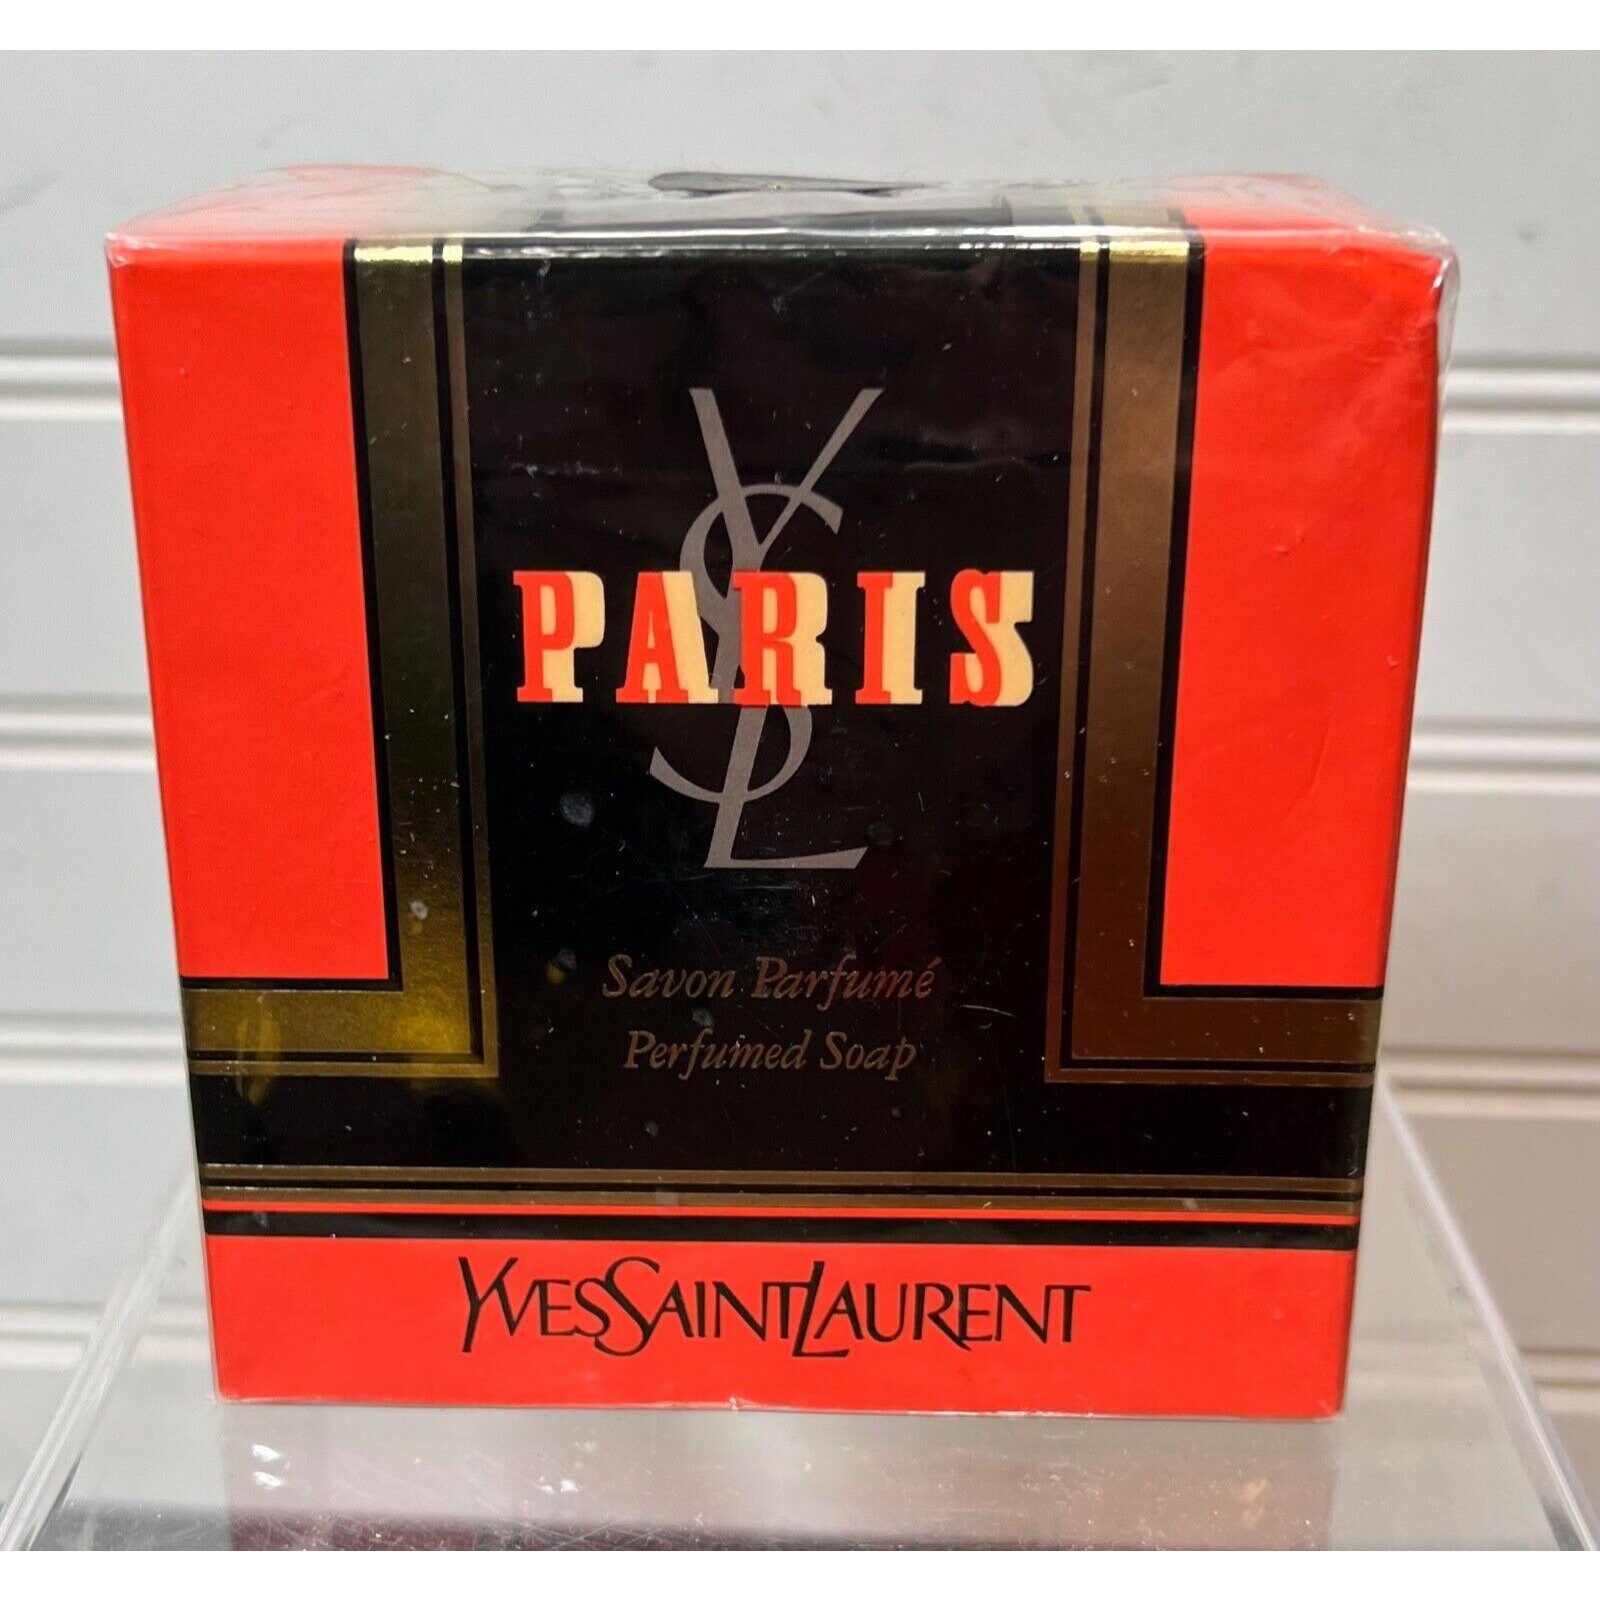 YSL
PARIS
Savon Parfumé
Perfumed Soap
YVESSAINTLAURENT